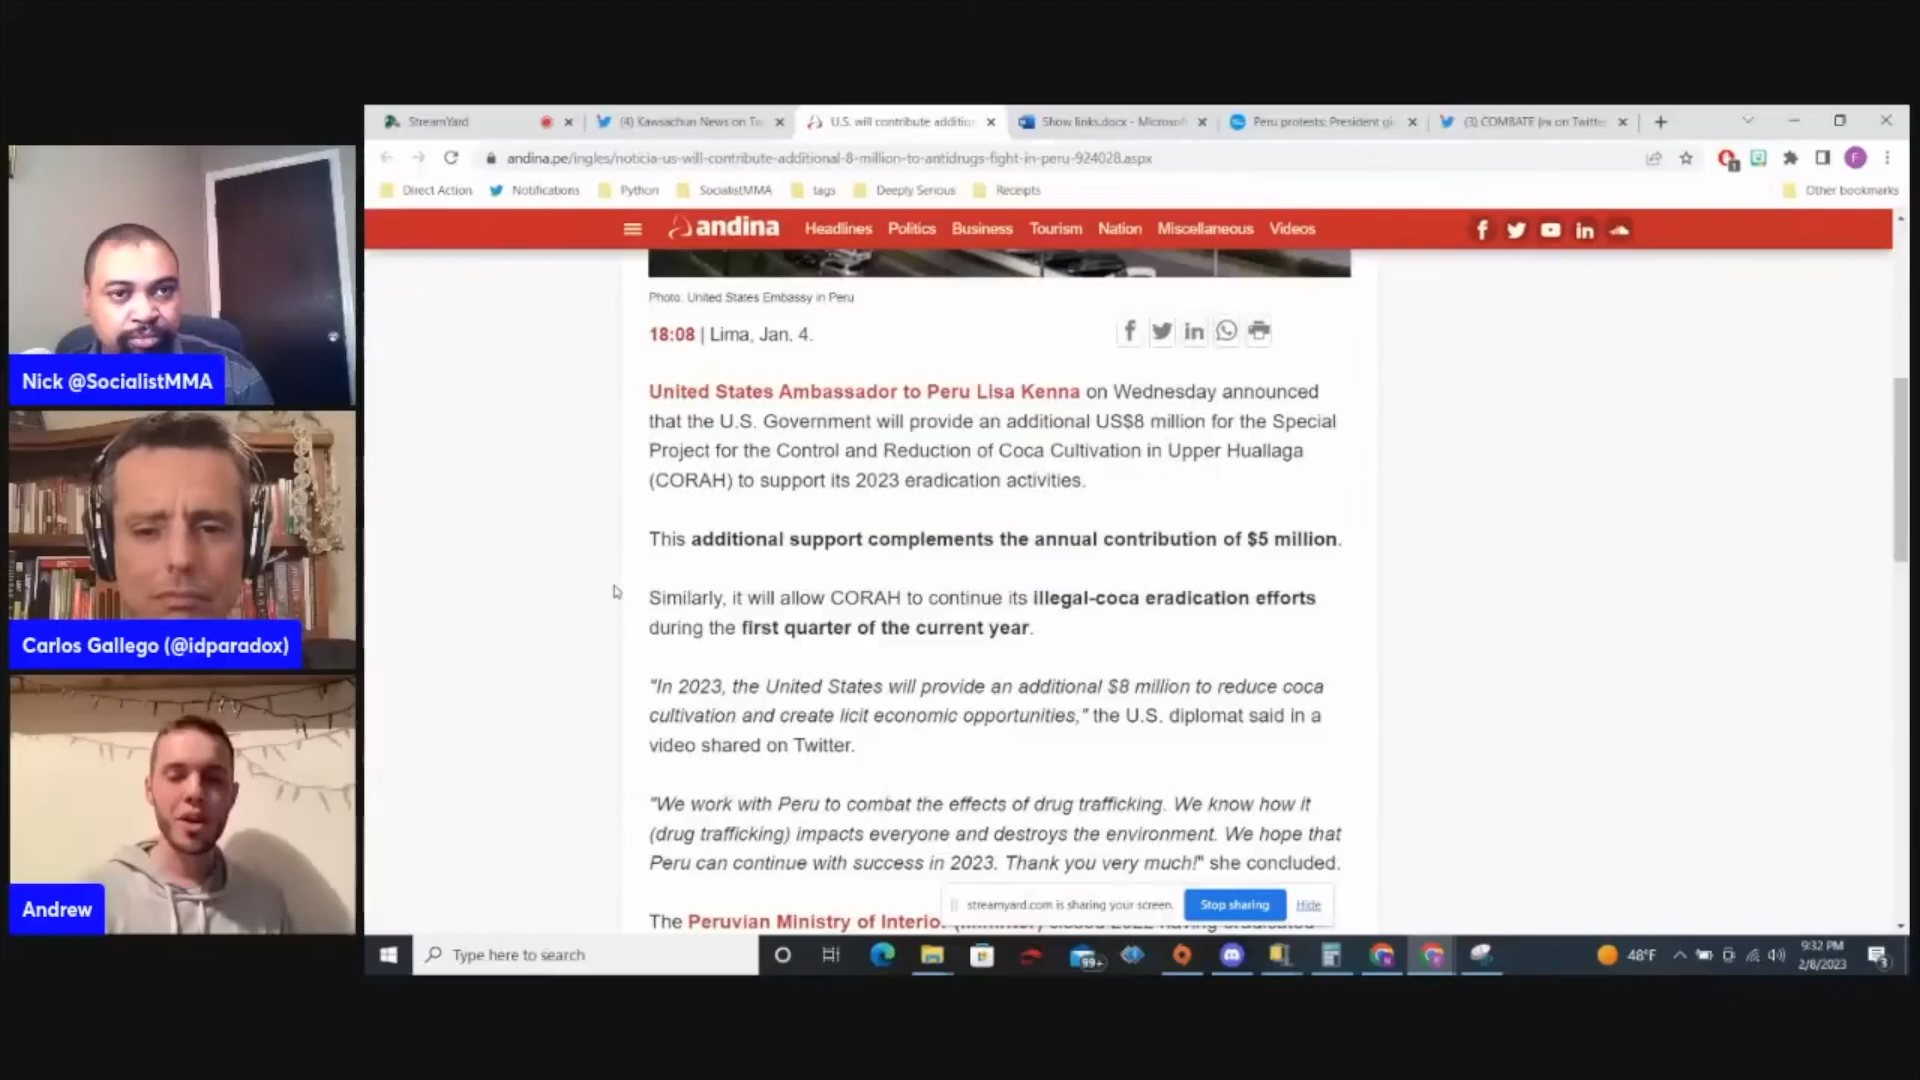 StreamYard
(4) Kawsachun News on Tw
U.S. will contribute additio
Show links.docx - Microsof
Peru protests: President gi
(3) COMBATE |🇵🇷 on Twitte
andina.pe/ingles/noticia-us-will-contribute-additional-8-million-to-antidrugs-fight-in-peru-924028.aspx
F
Direct Action
Notifications
Python
SocialistMMA
tags
Deeply Serious
Receipts
Other bookmarks
andina
Headlines
Politics
Business
Tourism
Nation
Miscellaneous
Videos
Photo: United States Embassy in Peru
18:08 | Lima, Jan. 4.
United States Ambassador to Peru Lisa Kenna on Wednesday announced
that the U.S. Government will provide an additional US$8 million for the Special
Project for the Control and Reduction of Coca Cultivation in Upper Huallaga
(CORAH) to support its 2023 eradication activities.
This additional support complements the annual contribution of $5 million.
Similarly, it will allow CORAH to continue its illegal-coca eradication efforts
during the first quarter of the current year.
"In 2023, the United States will provide an additional $8 million to reduce coca
cultivation and create licit economic opportunities," the U.S. diplomat said in a
video shared on Twitter.
"We work with Peru to combat the effects of drug trafficking. We know how it
(drug trafficking) impacts everyone and destroys the environment. We hope that
Peru can continue with success in 2023. Thank you very much!" she concluded.
The Peruvian Ministry of Interio
streamyard.com is sharing your screen.
Stop sharing
Hide
Nick @SocialistMMA
Carlos Gallego (@idparadox)
Andrew
Type here to search
99+
48°F
9:32 PM
2/8/2023
3